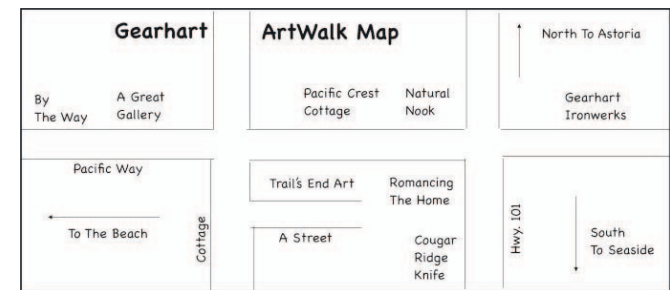 Gearhart ArtWalk Map
North To Astoria
By
The Way
A Great
Gallery
Pacific Crest
Cottage
Natural
Nook
Gearhart
Ironworks
Pacific Way
To The Beach
Cottage
Trail's End Art
Romancing
The Home
A Street
Cougar
Ridge
Knife
Hwy. 101
South
To Seaside